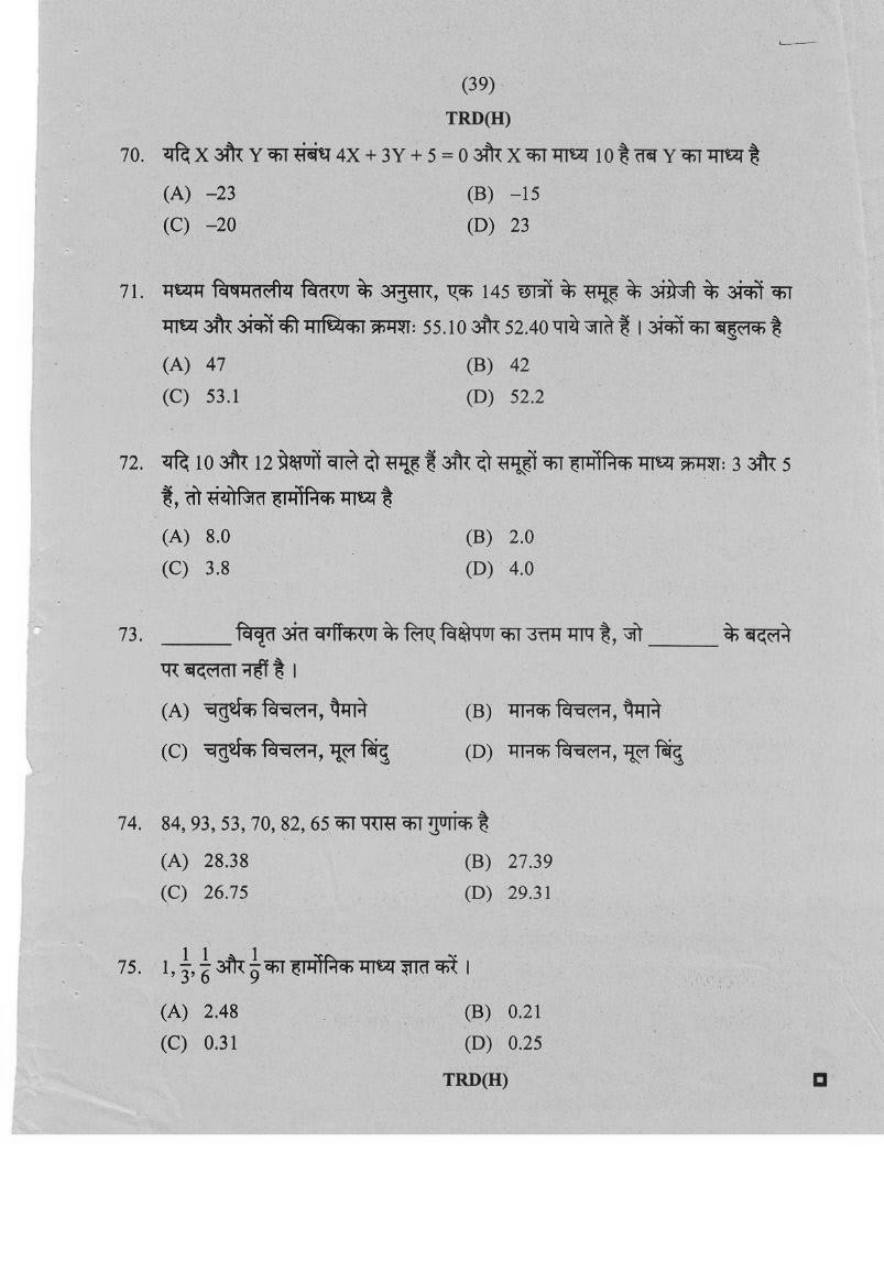 (39)
TRD(H)
70. यदि X और Y का संबंध 4X + 3Y + 5 = 0 और X का माध्य 10 है तब Y का माध्य है
(A) –23 (B) –15
(C) –20 (D) 23
71. मध्यम विषमतलीय वितरण के अनुसार, एक 145 छात्रों के समूह के अंग्रेजी के अंकों का
माध्य और अंकों की माध्यिका क्रमशः 55.10 और 52.40 पाये जाते हैं । अंकों का बहुलक है
(A) 47 (B) 42
(C) 53.1 (D) 52.2
72. यदि 10 और 12 प्रेक्षणों वाले दो समूह हैं और दो समूहों का हार्मोनिक माध्य क्रमशः 3 और 5
हैं, तो संयोजित हार्मोनिक माध्य है
(A) 8.0 (B) 2.0
(C) 3.8 (D) 4.0
73. _______ विवृत अंत वर्गीकरण के लिए विक्षेपण का उत्तम माप है, जो _______ के बदलने
पर बदलता नहीं है ।
(A) चतुर्थक विचलन, पैमाने (B) मानक विचलन, पैमाने
(C) चतुर्थक विचलन, मूल बिंदु (D) मानक विचलन, मूल बिंदु
74. 84, 93, 53, 70, 82, 65 का परास का गुणांक है
(A) 28.38 (B) 27.39
(C) 26.75 (D) 29.31
75. 1, 1/3, 1/6 और 1/9 का हार्मोनिक माध्य ज्ञात करें ।
(A) 2.48 (B) 0.21
(C) 0.31 (D) 0.25
TRD(H)